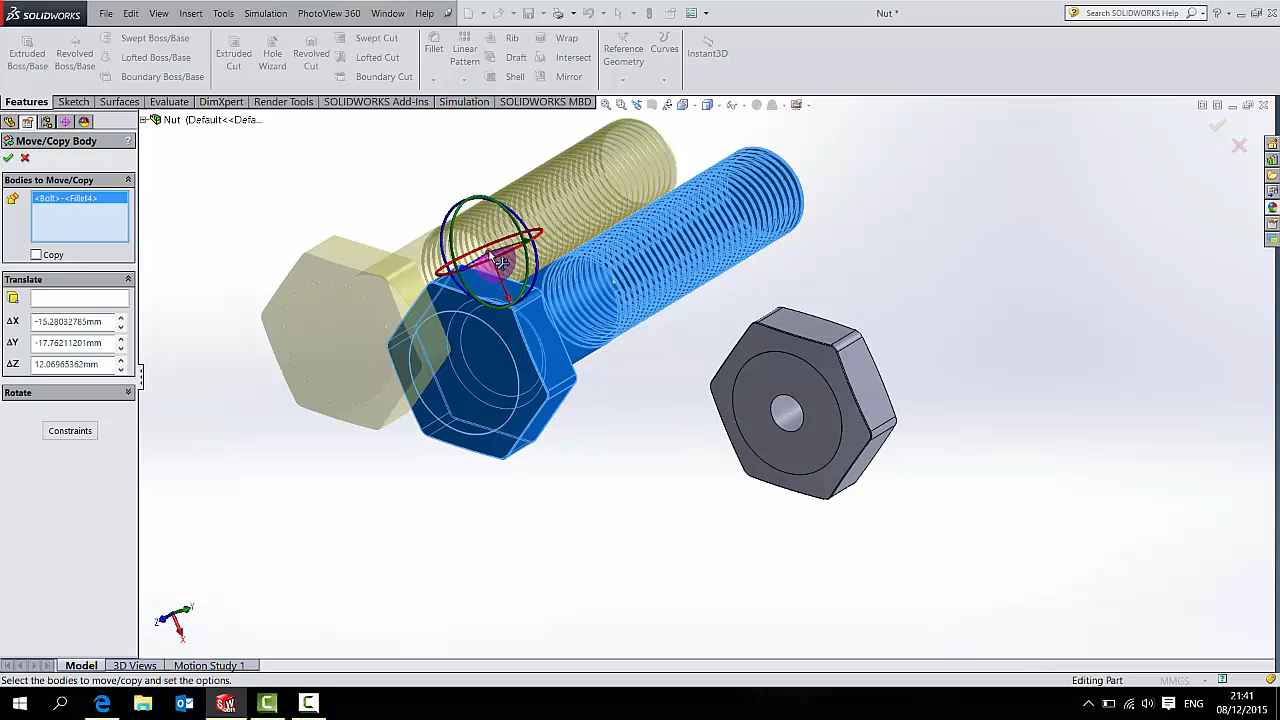 SOLIDWORKS File Edit View Insert Tools Simulation PhotoView 360 Window Help Nut * Search SOLIDWORKS Help
Extruded Boss/Base
Revolved Boss/Base
Swept Boss/Base
Lofted Boss/Base
Boundary Boss/Base
Extruded Cut
Hole Wizard
Revolved Cut
Swept Cut
Lofted Cut
Boundary Cut
Fillet
Linear Pattern
Rib
Draft
Shell
Wrap
Intersect
Mirror
Reference Geometry
Curves
Instant3D
Features Sketch Surfaces Evaluate DimXpert Render Tools SOLIDWORKS Add-Ins Simulation SOLIDWORKS MBD
Nut (Default<<Defa...
Move/Copy Body ?
Bodies to Move/Copy
<Bolt>-<Fillet4>
Copy
Translate
ΔX -15.28032785mm
ΔY -17.76211201mm
ΔZ 12.06965362mm
Rotate
Constraints
Y
Z
X
Model 3D Views Motion Study 1
Select the bodies to move/copy and set the options. Editing Part MMGS
ENG
21:41
08/12/2015